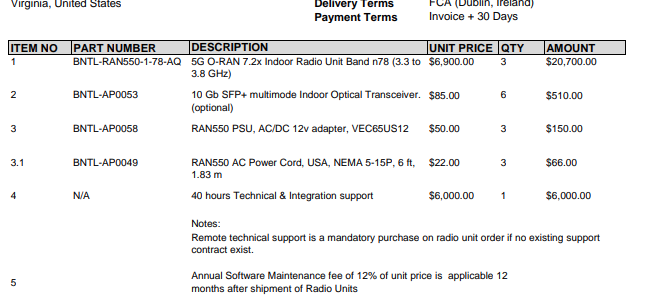 Virginia, United States Delivery Terms FCA (Dublin, Ireland)
Payment Terms Invoice + 30 Days
ITEM NO PART NUMBER DESCRIPTION UNIT PRICE QTY AMOUNT
1 BNTL-RAN550-1-78-AQ 5G O-RAN 7.2x Indoor Radio Unit Band n78 (3.3 to $6,900.00 3 $20,700.00
3.8 GHz)
2 BNTL-AP0053 10 Gb SFP+ multimode Indoor Optical Transceiver. $85.00 6 $510.00
(optional)
3 BNTL-AP0058 RAN550 PSU, AC/DC 12v adapter, VEC65US12 $50.00 3 $150.00
3.1 BNTL-AP0049 RAN550 AC Power Cord, USA, NEMA 5-15P, 6 ft, $22.00 3 $66.00
1.83 m
4 N/A 40 hours Technical & Integration support $6,000.00 1 $6,000.00
Notes:
Remote technical support is a mandatory purchase on radio unit order if no existing support
contract exist.
5 Annual Software Maintenance fee of 12% of unit price is applicable 12
months after shipment of Radio Units